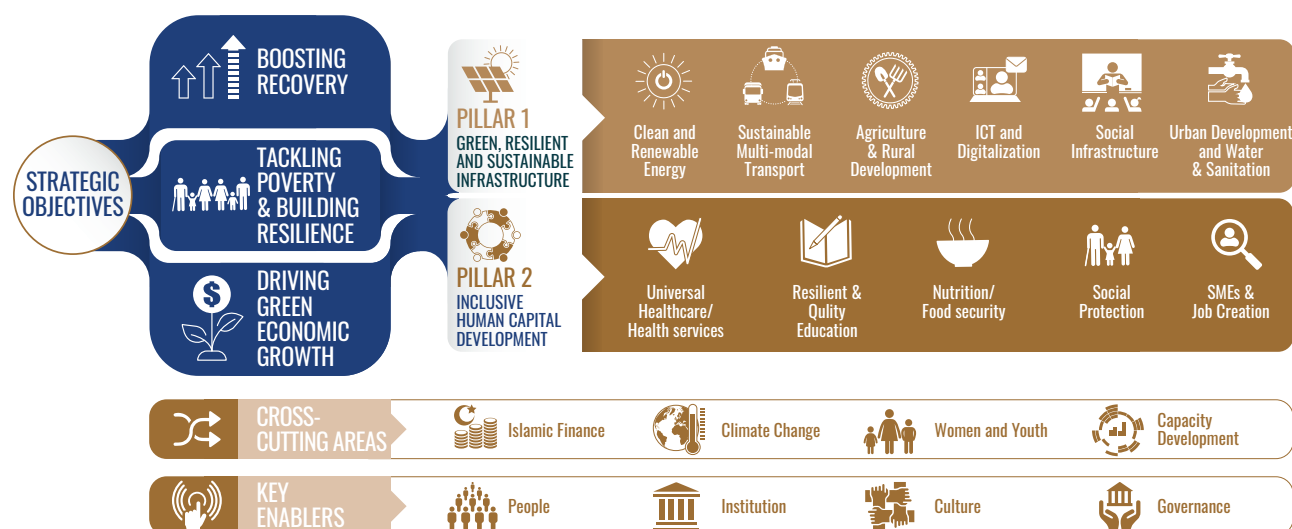 STRATEGIC
OBJECTIVES
BOOSTING
RECOVERY
TACKLING
POVERTY
& BUILDING
RESILIENCE
$
DRIVING
GREEN
ECONOMIC
GROWTH
PILLAR 1
GREEN, RESILIENT
AND SUSTAINABLE
INFRASTRUCTURE
Clean and
Renewable
Energy
Sustainable
Multi-modal
Transport
Agriculture
& Rural
Development
ICT and
Digitalization
Social
Infrastructure
Urban Development
and Water
& Sanitation
PILLAR 2
INCLUSIVE
HUMAN CAPITAL
DEVELOPMENT
Universal
Healthcare/
Health services
Resilient &
Qulity
Education
Nutrition/
Food security
Social
Protection
SMEs &
Job Creation
CROSS-
CUTTING AREAS
Islamic Finance
Climate Change
Women and Youth
Capacity
Development
KEY
ENABLERS
People
Institution
Culture
Governance